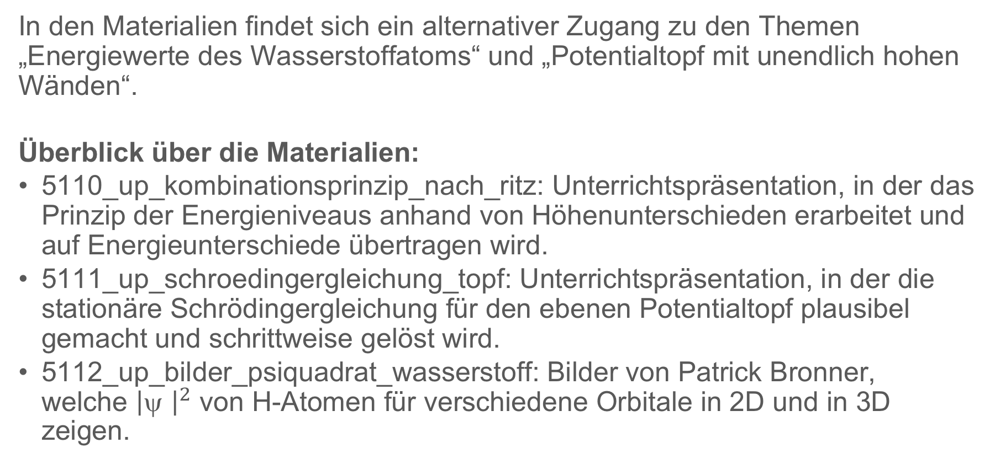 In den Materialien findet sich ein alternativer Zugang zu den Themen
„Energiewerte des Wasserstoffatoms“ und „Potentialtopf mit unendlich hohen
Wänden“.
Überblick über die Materialien:
• 5110_up_kombinationsprinzip_nach_ritz: Unterrichtspräsentation, in der das
Prinzip der Energieniveaus anhand von Höhenunterschieden erarbeitet und
auf Energieunterschiede übertragen wird.
• 5111_up_schroedingergleichung_topf: Unterrichtspräsentation, in der die
stationäre Schrödingergleichung für den ebenen Potentialtopf plausibel
gemacht und schrittweise gelöst wird.
• 5112_up_bilder_psiquadrat_wasserstoff: Bilder von Patrick Bronner,
welche |ψ |² von H-Atomen für verschiedene Orbitale in 2D und in 3D
zeigen.